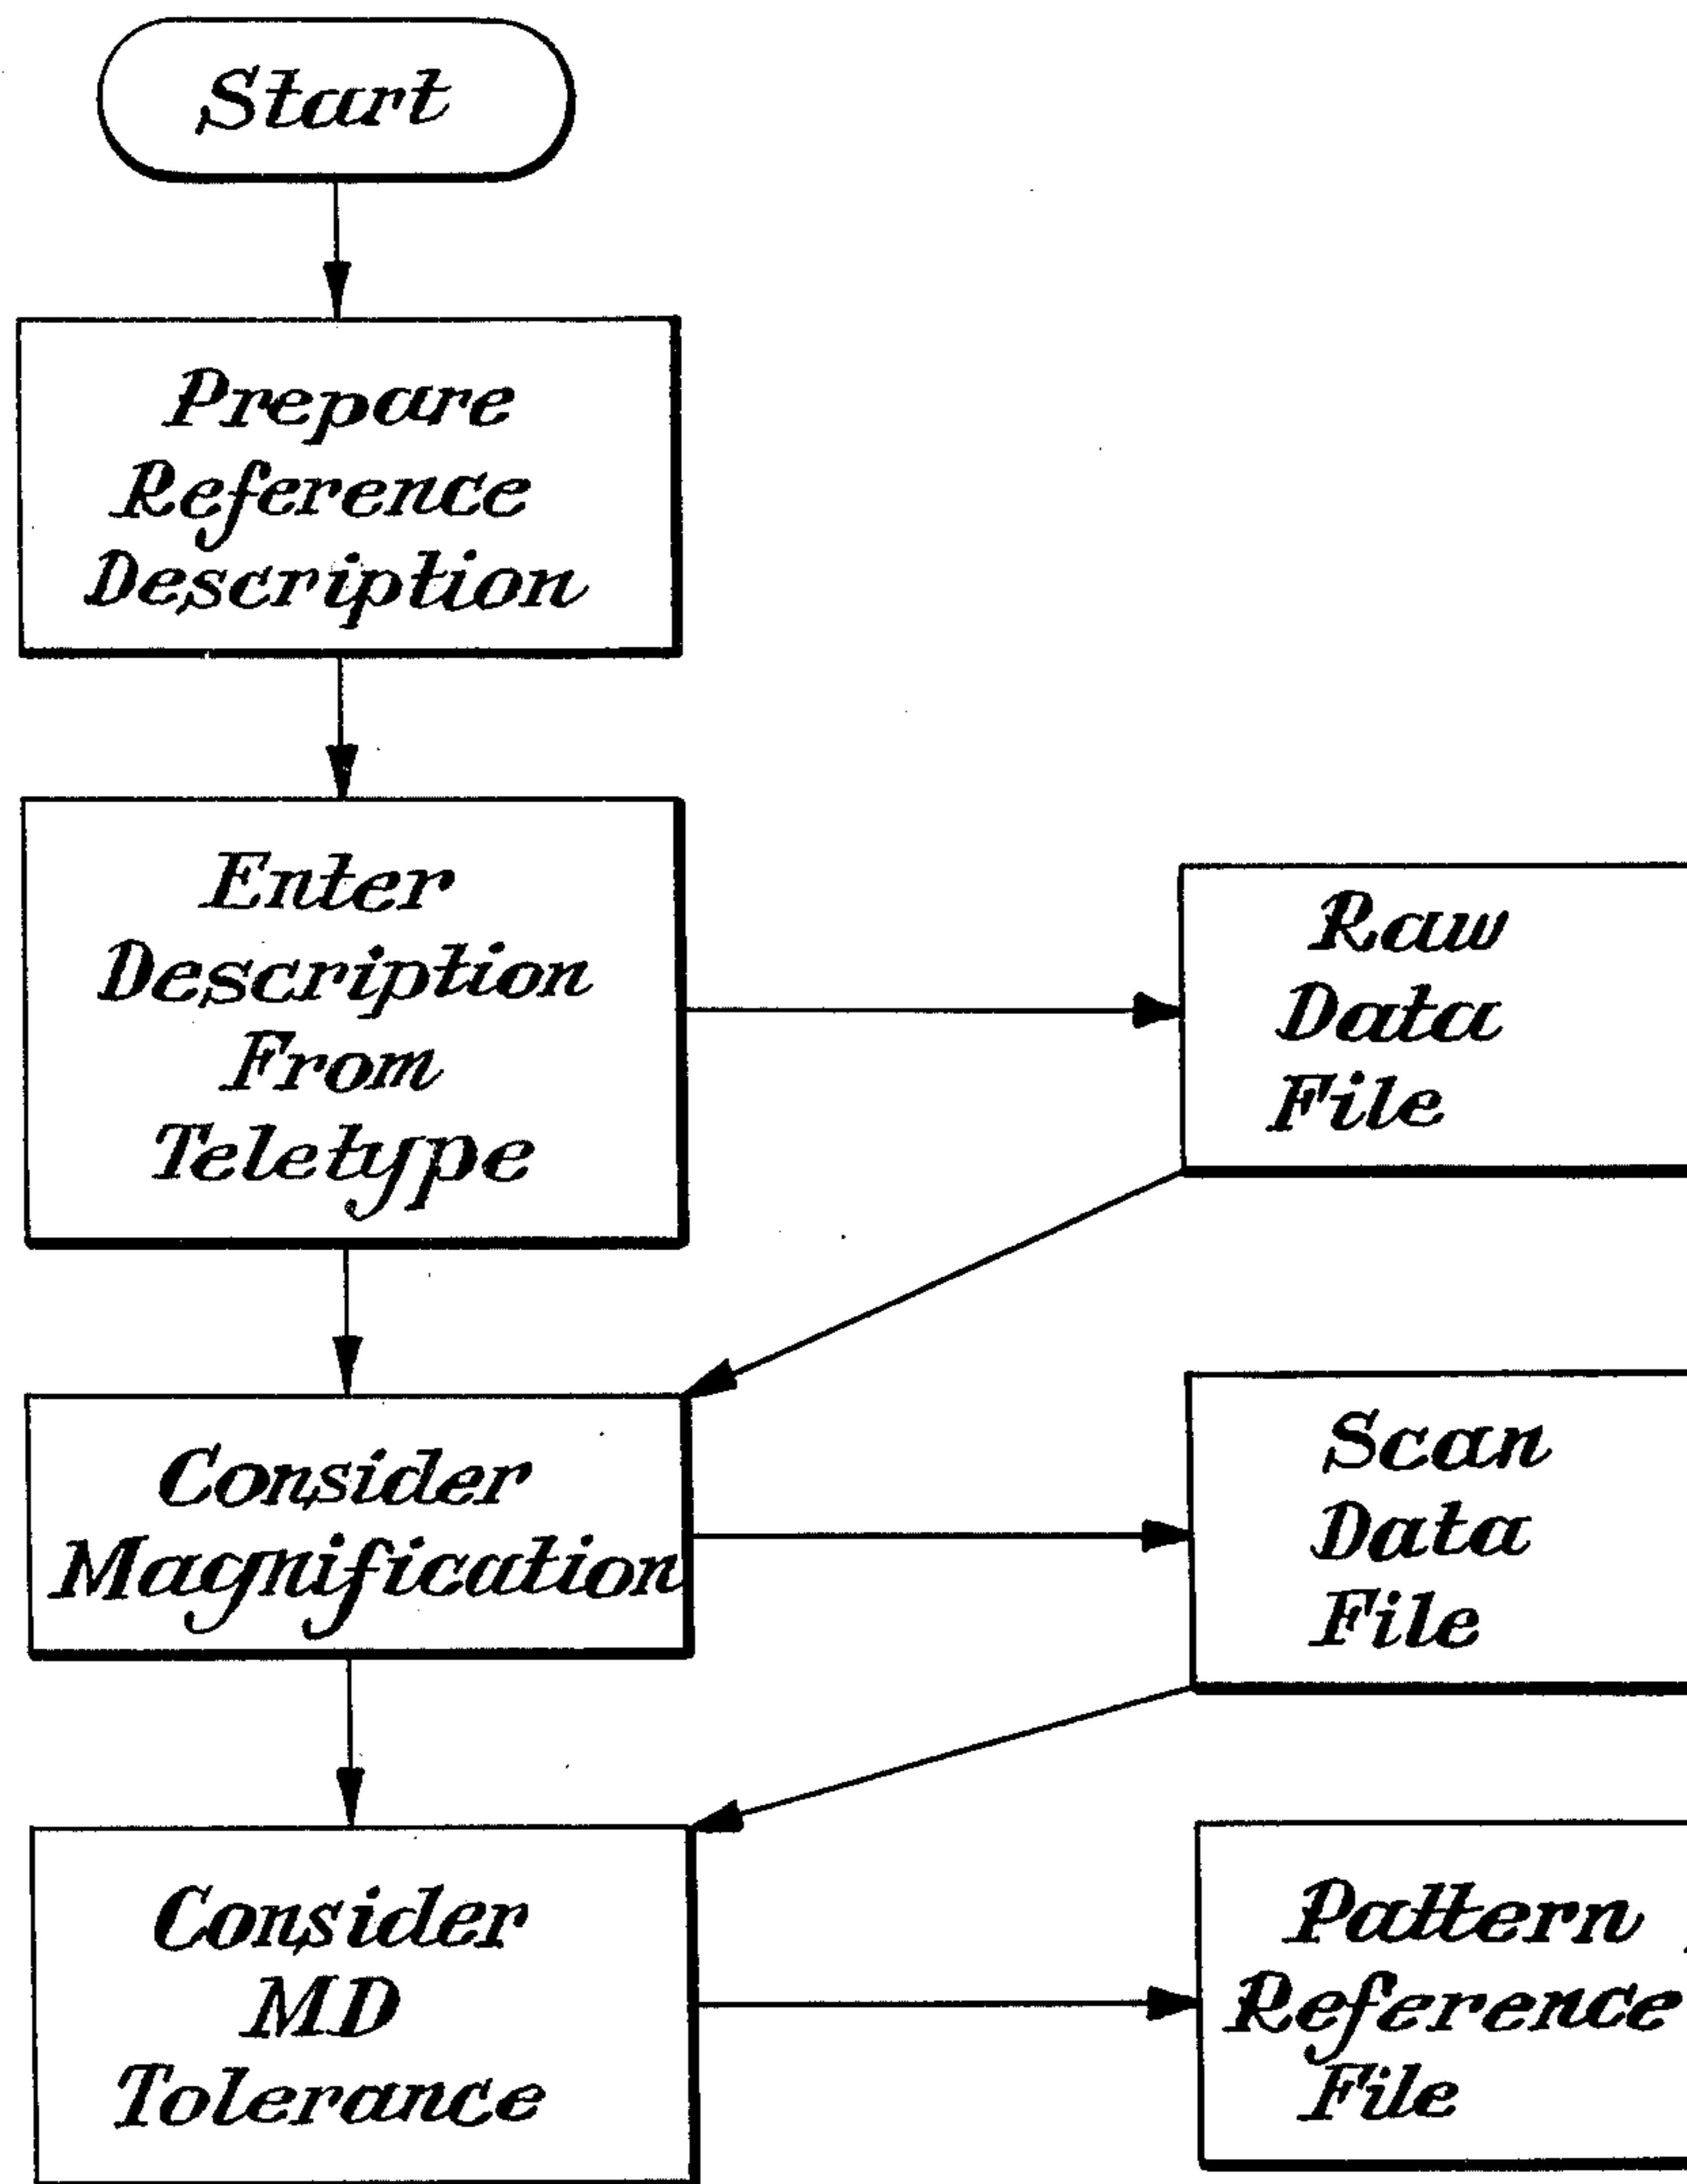 Start
Prepare
Reference
Description
Enter
Description
From
Teletype
Raw
Data
File
Consider
Magnification
Scan
Data
File
Consider
MD
Tolerance
Pattern
Reference
File